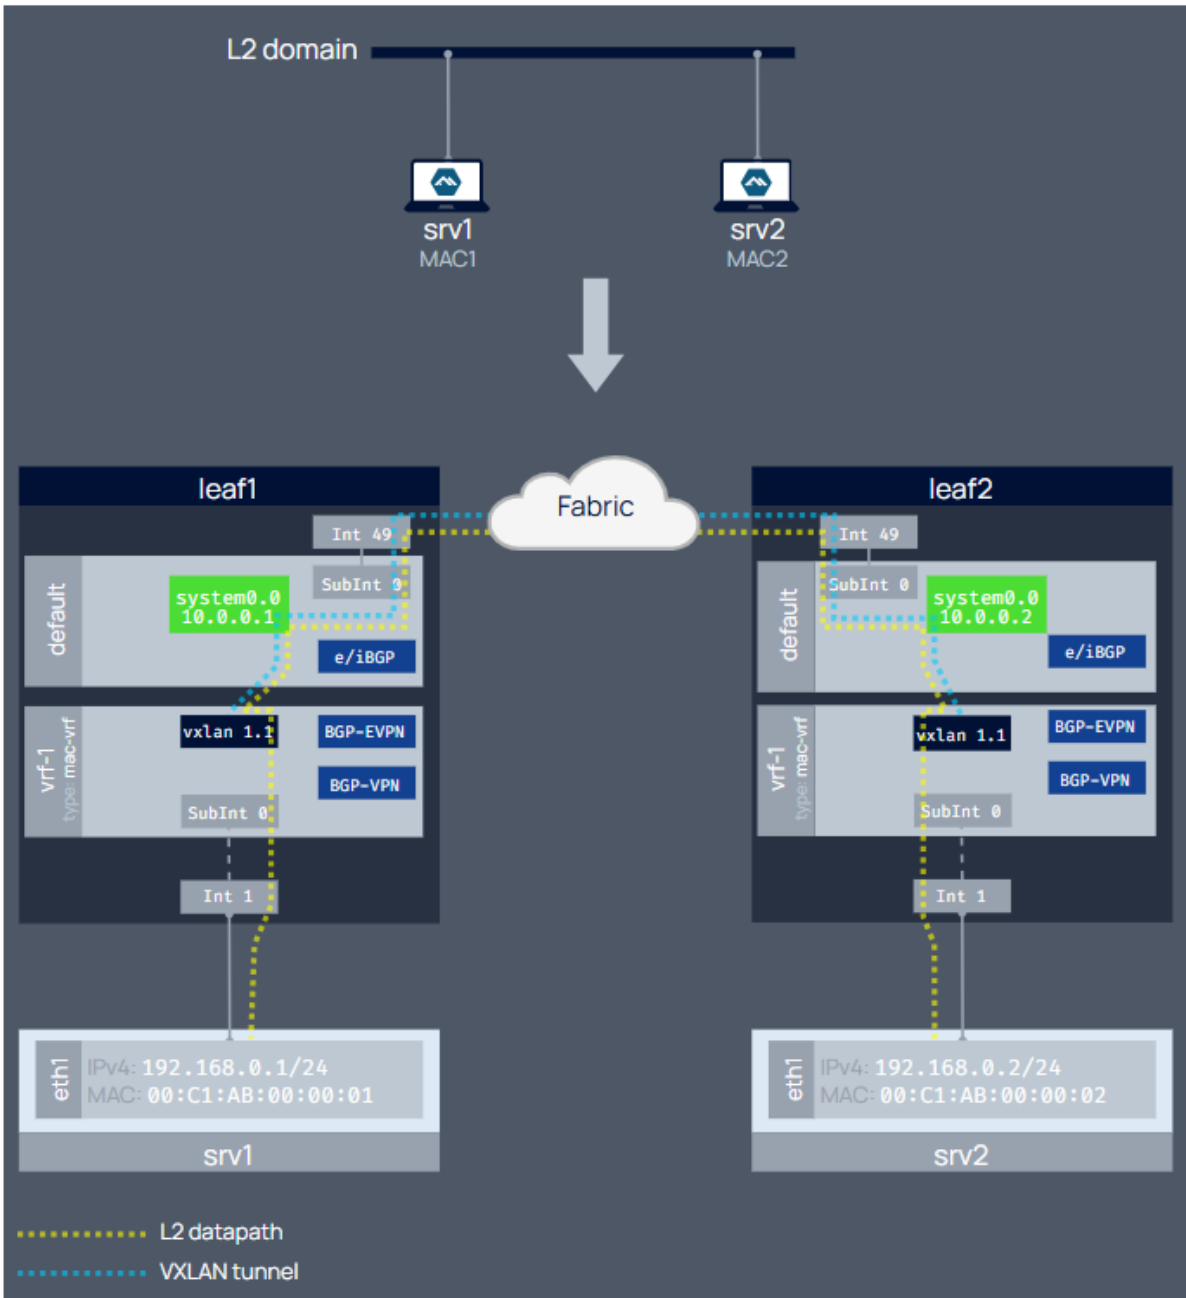 L2 domain
srv1
MAC1
srv2
MAC2
Fabric
leaf1
Int 49
default
SubInt 0
system0.0
10.0.0.1
e/iBGP
vrf-1
type: mac-vrf
vxlan 1.1
BGP-EVPN
BGP-VPN
SubInt 0
Int 1
eth1
IPv4: 192.168.0.1/24
MAC: 00:C1:AB:00:00:01
srv1
leaf2
Int 49
default
SubInt 0
system0.0
10.0.0.2
e/iBGP
vrf-1
type: mac-vrf
vxlan 1.1
BGP-EVPN
BGP-VPN
SubInt 0
Int 1
eth1
IPv4: 192.168.0.2/24
MAC: 00:C1:AB:00:00:02
srv2
L2 datapath
VXLAN tunnel